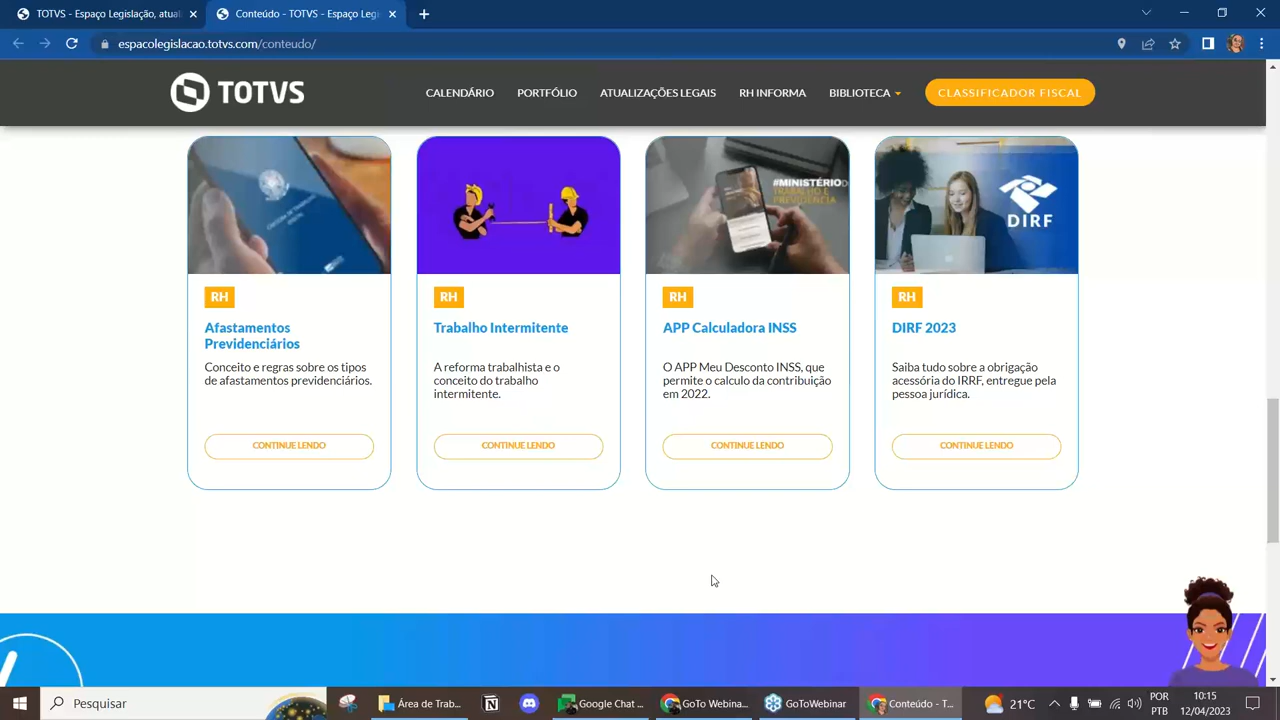 TOTVS - Espaço Legislação, atual
Conteúdo - TOTVS - Espaço Legisl
espacolegislacao.totvs.com/conteudo/
TOTVS
CALENDÁRIO
PORTFÓLIO
ATUALIZAÇÕES LEGAIS
RH INFORMA
BIBLIOTECA
CLASSIFICADOR FISCAL
RH
Afastamentos
Previdenciários
Conceito e regras sobre os tipos
de afastamentos previdenciários.
CONTINUE LENDO
RH
Trabalho Intermitente
A reforma trabalhista e o
conceito do trabalho
intermitente.
CONTINUE LENDO
#MINISTÉRIOD
TRABALHO E
PREVIDÊNCIA
RH
APP Calculadora INSS
O APP Meu Desconto INSS, que
permite o calculo da contribuição
em 2022.
CONTINUE LENDO
DIRF
RH
DIRF 2023
Saiba tudo sobre a obrigação
acessória do IRRF, entregue pela
pessoa jurídica.
CONTINUE LENDO
Pesquisar
Área de Trab...
Google Chat ...
GoTo Webina...
GoToWebinar
Conteúdo - T...
21°C
POR
PTB
10:15
12/04/2023